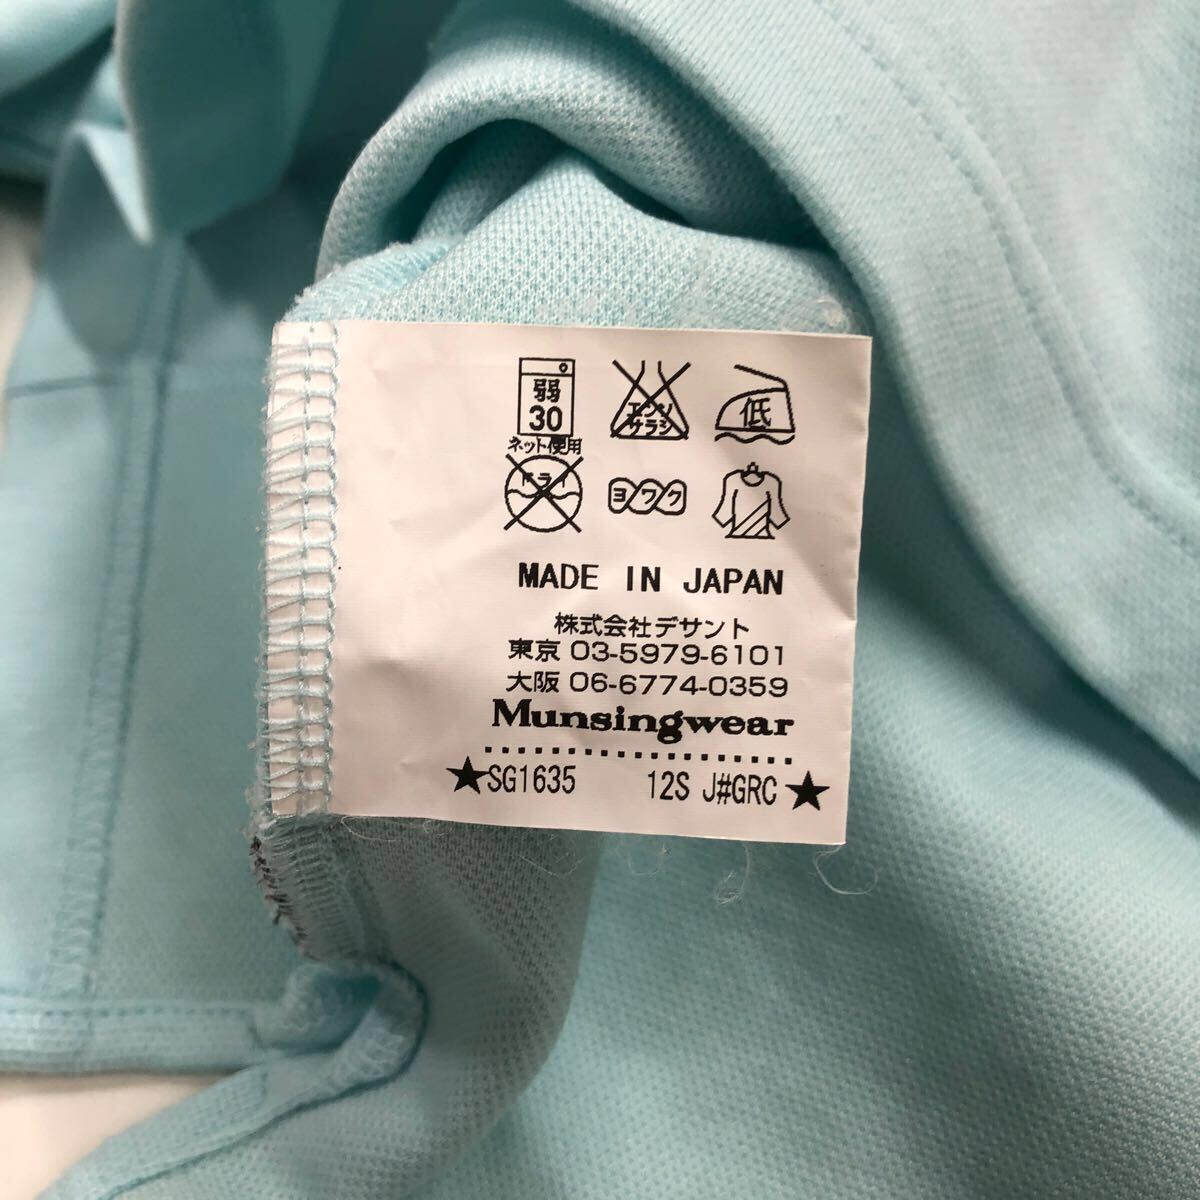 弱
30
ネット使用
エンソ
サラシ
低
ドライ
ヨワク
MADE IN JAPAN
株式会社デサント
東京 03-5979-6101
大阪 06-6774-0359
Munsingwear
★SG1635 12S J#GRC★